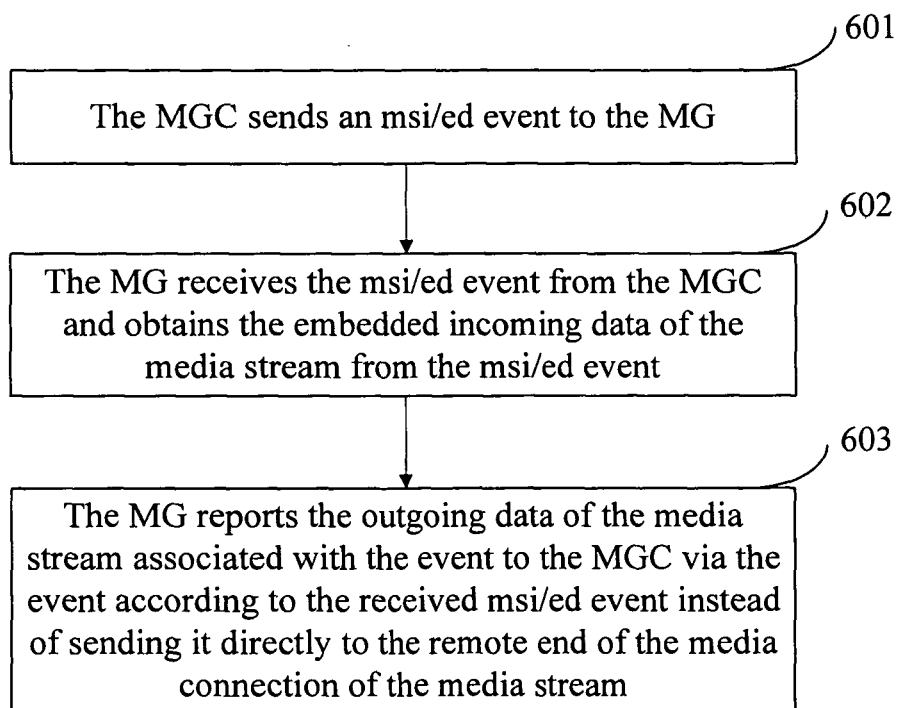 601
The MGC sends an msi/ed event to the MG
602
The MG receives the msi/ed event from the MGC
and obtains the embedded incoming data of the
media stream from the msi/ed event
603
The MG reports the outgoing data of the media
stream associated with the event to the MGC via the
event according to the received msi/ed event instead
of sending it directly to the remote end of the media
connection of the media stream